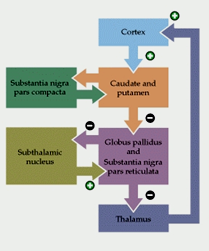 +
Cortex
+
Substantia nigra
pars compacta
Caudate and
putamen
−
−
Subthalamic
nucleus
Globus pallidus
and
Substantia nigra
pars reticulata
+
−
Thalamus